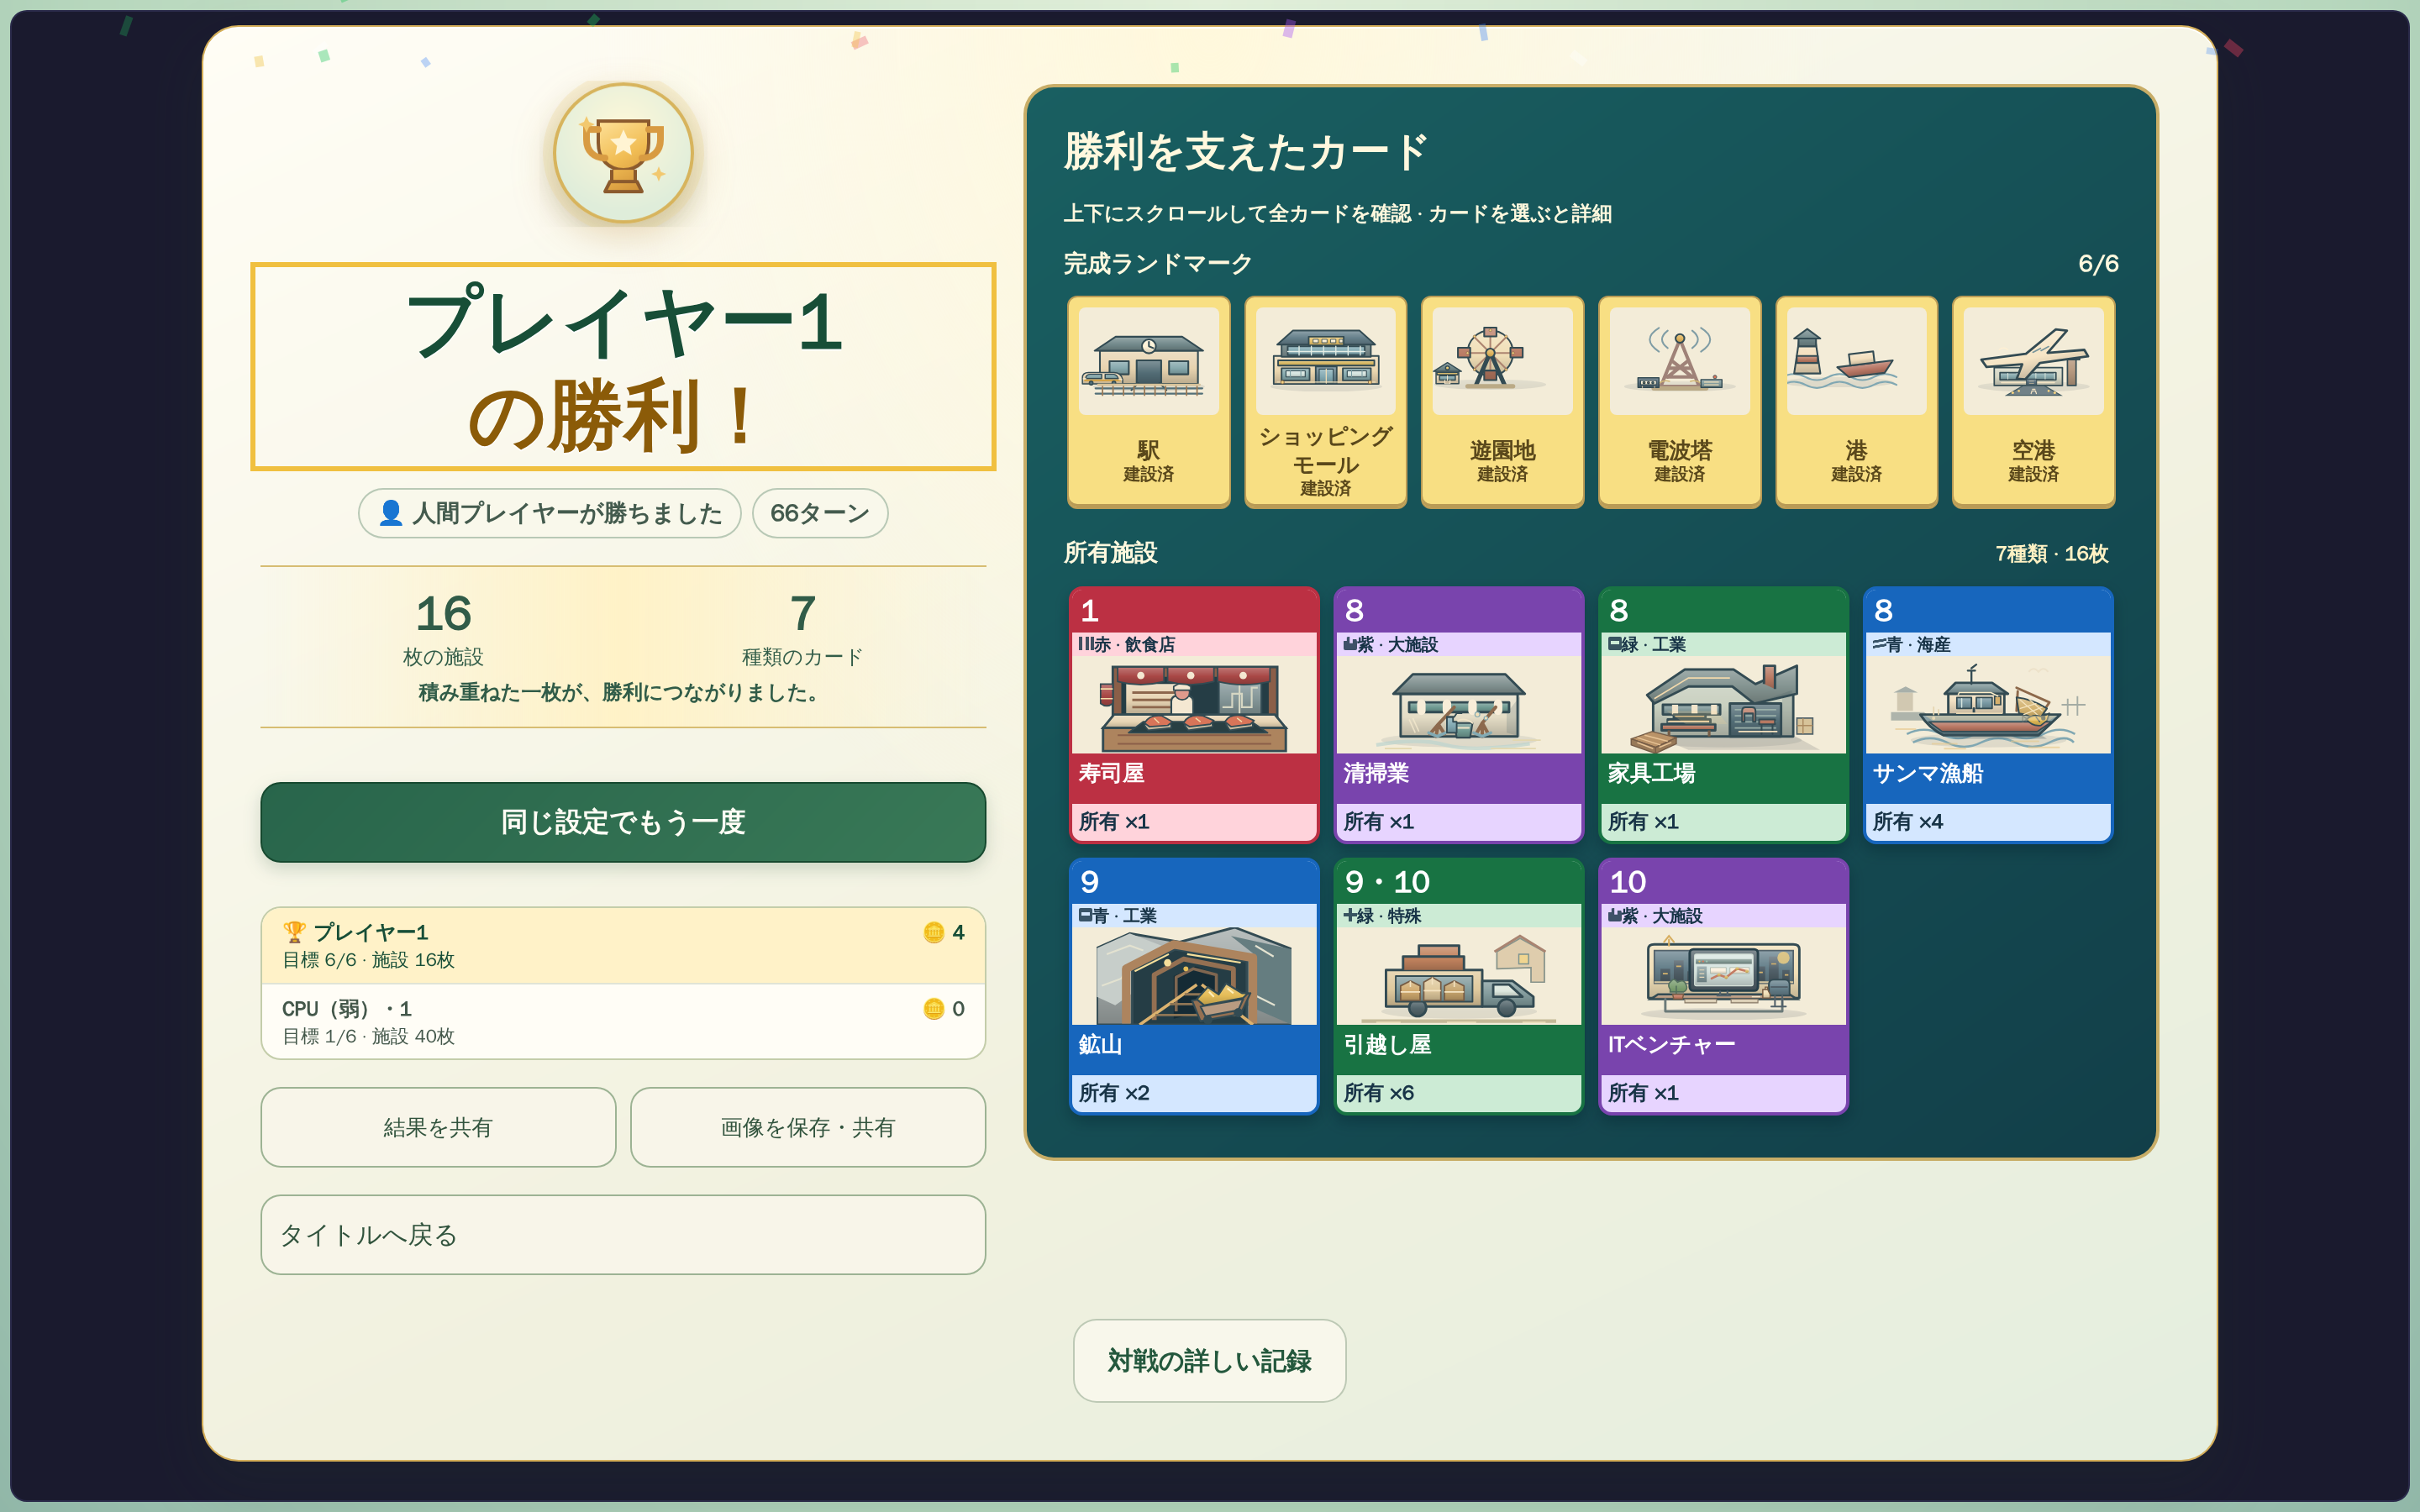 プレイヤー1
の勝利！
👤 人間プレイヤーが勝ちました
66ターン
16
枚の施設
7
種類のカード
積み重ねた一枚が、勝利につながりました。
同じ設定でもう一度
🏆 プレイヤー1
🪙 4
目標 6/6 · 施設 16枚
CPU（弱）・1
🪙 0
目標 1/6 · 施設 40枚
結果を共有
画像を保存・共有
タイトルへ戻る
勝利を支えたカード
上下にスクロールして全カードを確認 · カードを選ぶと詳細
完成ランドマーク
6/6
駅
建設済
ショッピング
モール
建設済
遊園地
建設済
電波塔
建設済
港
建設済
空港
建設済
所有施設
7種類 · 16枚
1
赤 · 飲食店
寿司屋
所有 ×1
8
紫 · 大施設
清掃業
所有 ×1
8
緑 · 工業
家具工場
所有 ×1
8
青 · 海産
サンマ漁船
所有 ×4
9
青 · 工業
鉱山
所有 ×2
9・10
緑 · 特殊
引越し屋
所有 ×6
10
紫 · 大施設
ITベンチャー
所有 ×1
対戦の詳しい記録